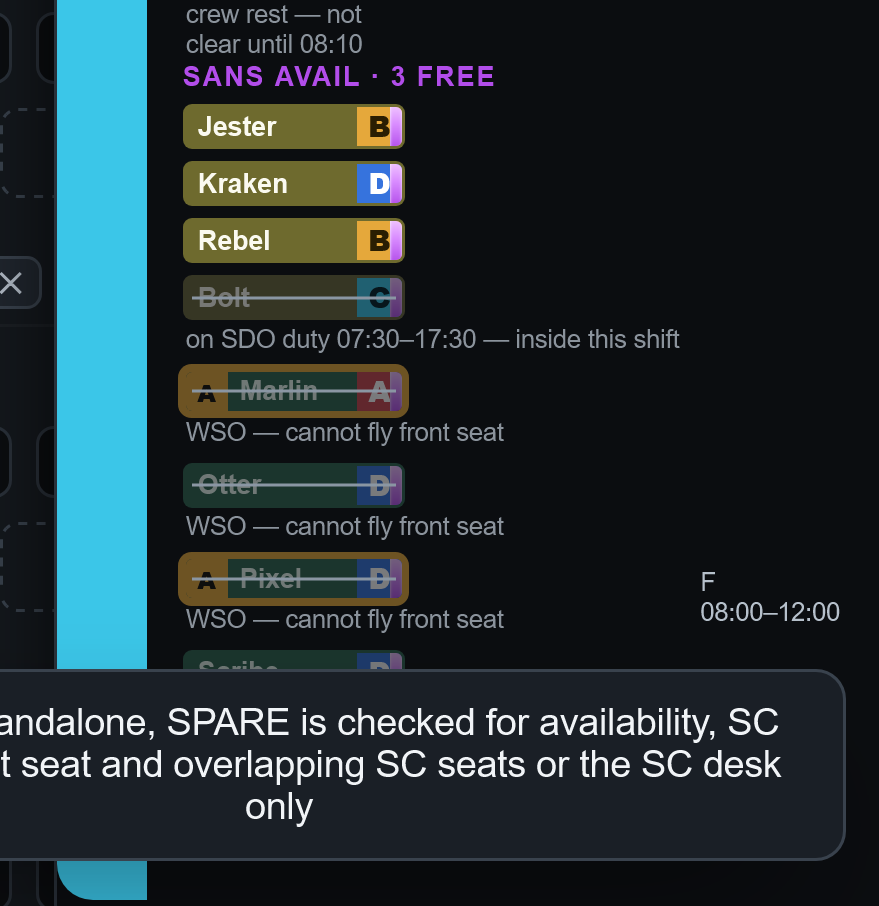 crew rest — not
clear until 08:10
SANS AVAIL · 3 FREE
Jester B
Kraken D
Rebel B
Bolt C
on SDO duty 07:30–17:30 — inside this shift
A Marlin A
WSO — cannot fly front seat
Otter D
WSO — cannot fly front seat
A Pixel D
WSO — cannot fly front seat
F
08:00–12:00
andalone, SPARE is checked for availability, SC
t seat and overlapping SC seats or the SC desk
only